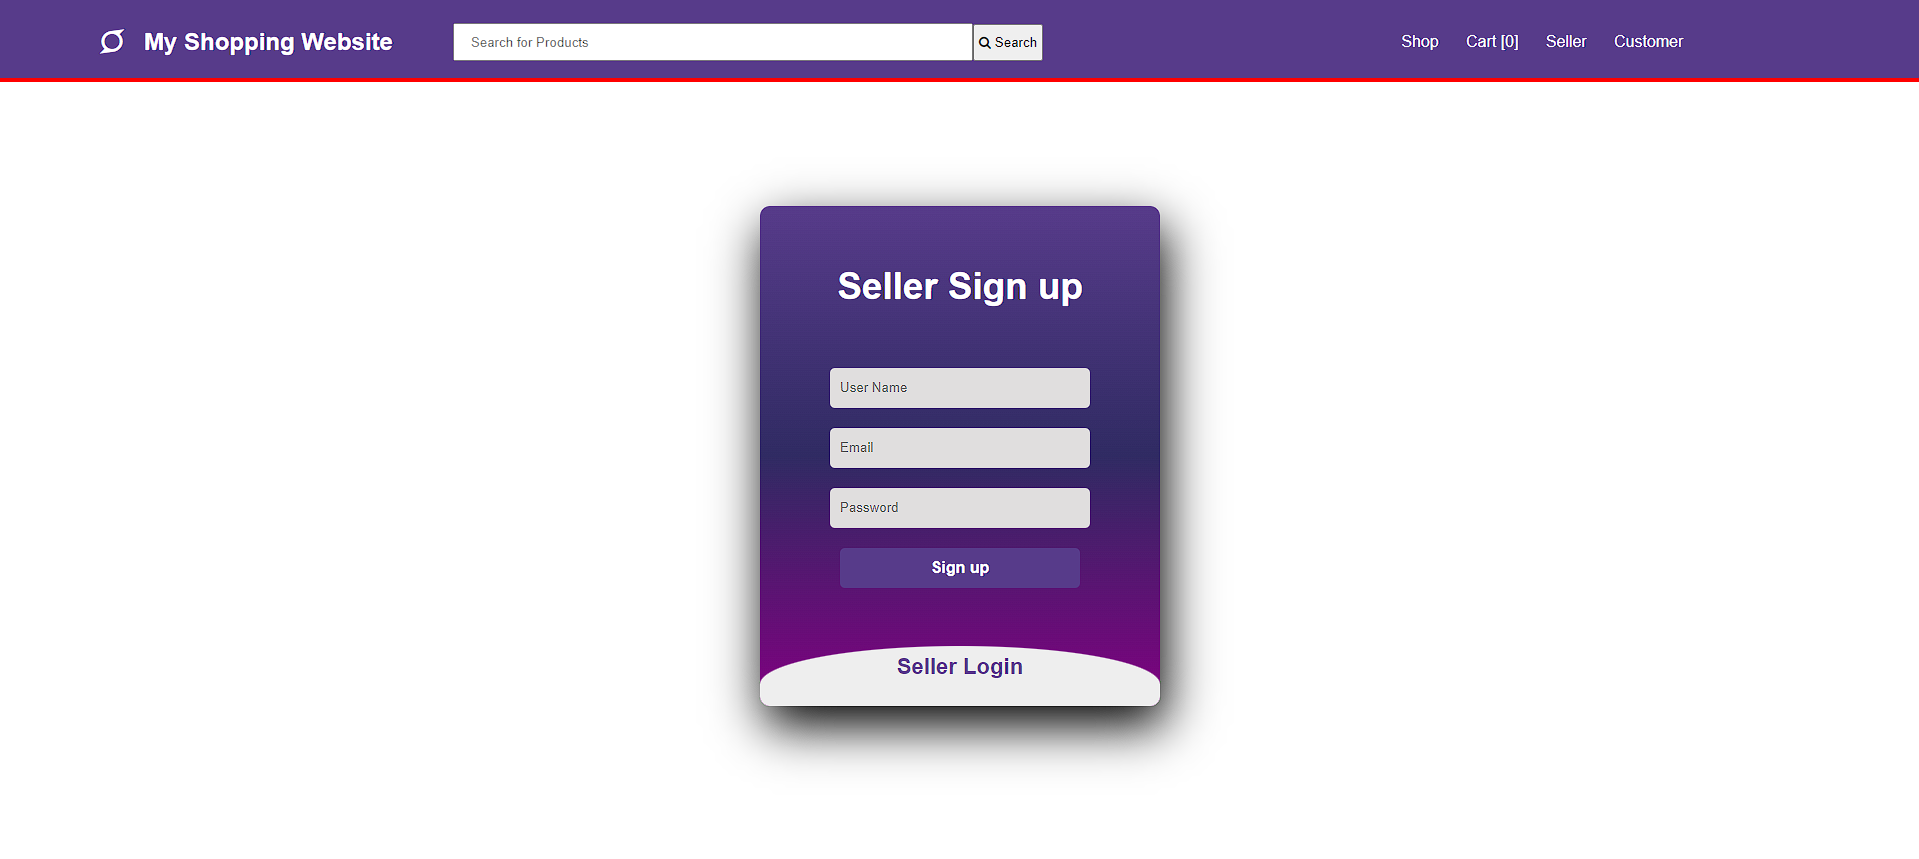 My Shopping Website
Search for Products
Search
Shop
Cart [0]
Seller
Customer
Seller Sign up
User Name
Email
Password
Sign up
Seller Login